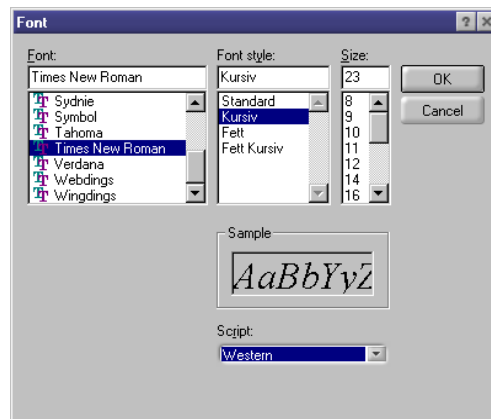 Font
Font:
Times New Roman
Sydnie
Symbol
Tahoma
Times New Roman
Verdana
Webdings
Wingdings
Font style:
Kursiv
Standard
Kursiv
Fett
Fett Kursiv
Size:
23
8
9
10
11
12
14
16
OK
Cancel
Sample
AaBbYyZ
Script:
Western